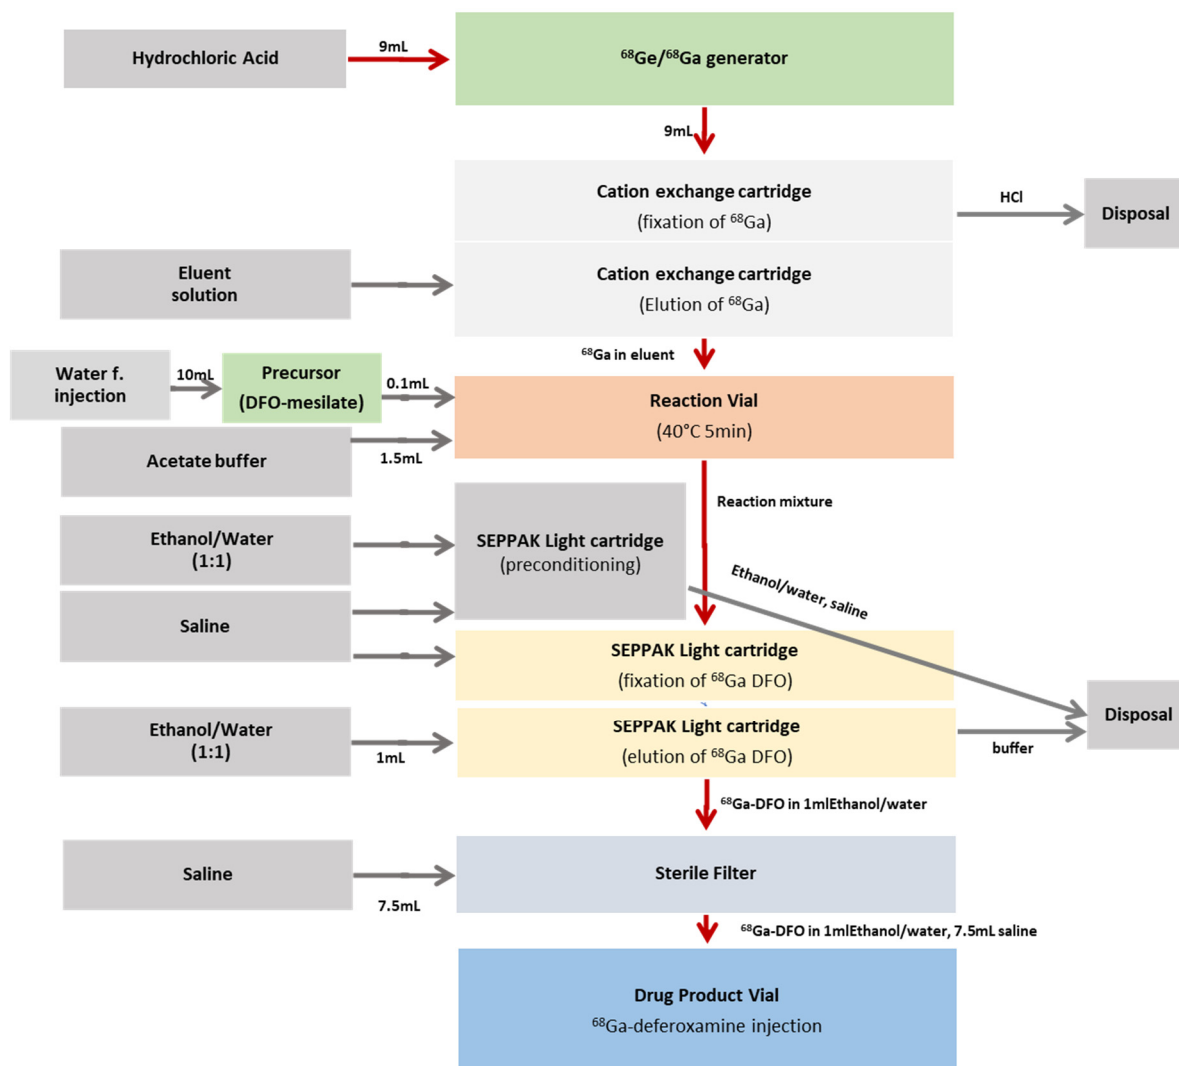 Hydrochloric Acid
9mL
⁶⁸Ge/⁶⁸Ga generator
9mL
Cation exchange cartridge
(fixation of ⁶⁸Ga)
HCl
Disposal
Eluent
solution
Cation exchange cartridge
(Elution of ⁶⁸Ga)
⁶⁸Ga in eluent
Water f.
injection
10mL
Precursor
(DFO-mesilate)
0.1mL
Reaction Vial
(40°C 5min)
Acetate buffer
1.5mL
Reaction mixture
Ethanol/Water
(1:1)
SEPPAK Light cartridge
(preconditioning)
Ethanol/water, saline
Saline
SEPPAK Light cartridge
(fixation of ⁶⁸Ga DFO)
Ethanol/Water
(1:1)
1mL
SEPPAK Light cartridge
(elution of ⁶⁸Ga DFO)
buffer
Disposal
⁶⁸Ga-DFO in 1mlEthanol/water
Saline
7.5mL
Sterile Filter
⁶⁸Ga-DFO in 1mlEthanol/water, 7.5mL saline
Drug Product Vial
⁶⁸Ga-deferoxamine injection